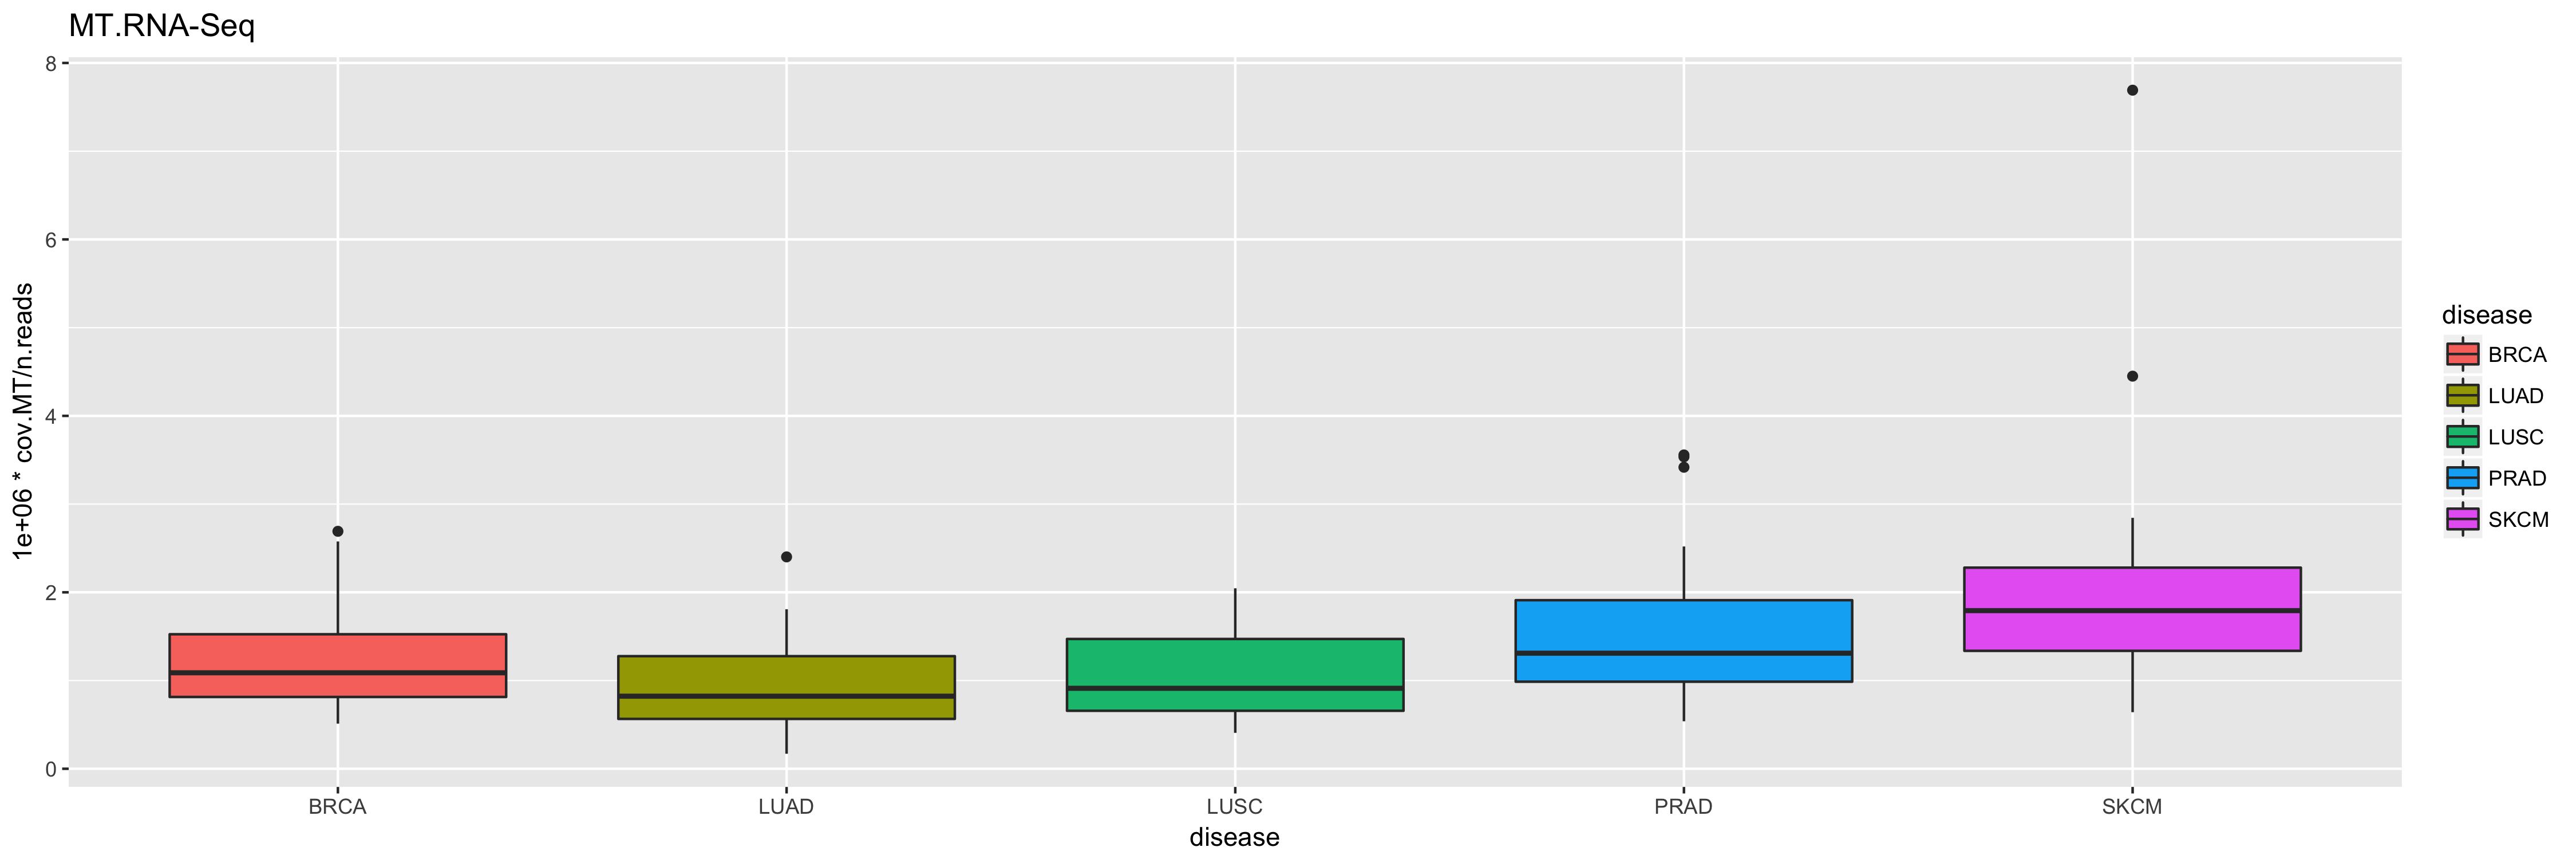 MT.RNA-Seq
1e+06 * cov.MT/n.reads
8
6
4
2
0
BRCA
LUAD
LUSC
PRAD
SKCM
disease
disease
BRCA
LUAD
LUSC
PRAD
SKCM